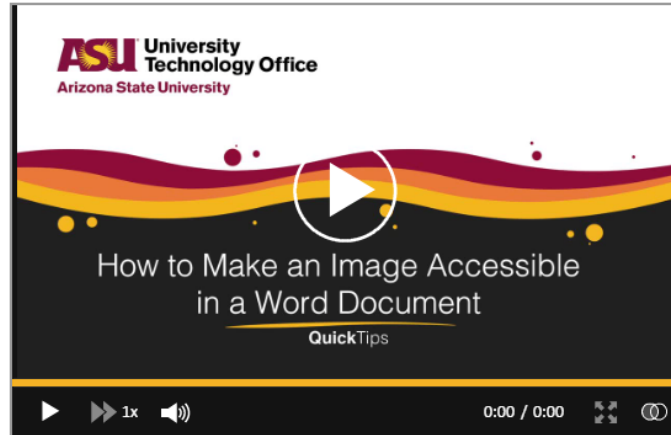 ASU University
Technology Office
Arizona State University
How to Make an Image Accessible
in a Word Document
QuickTips
1x
0:00 / 0:00